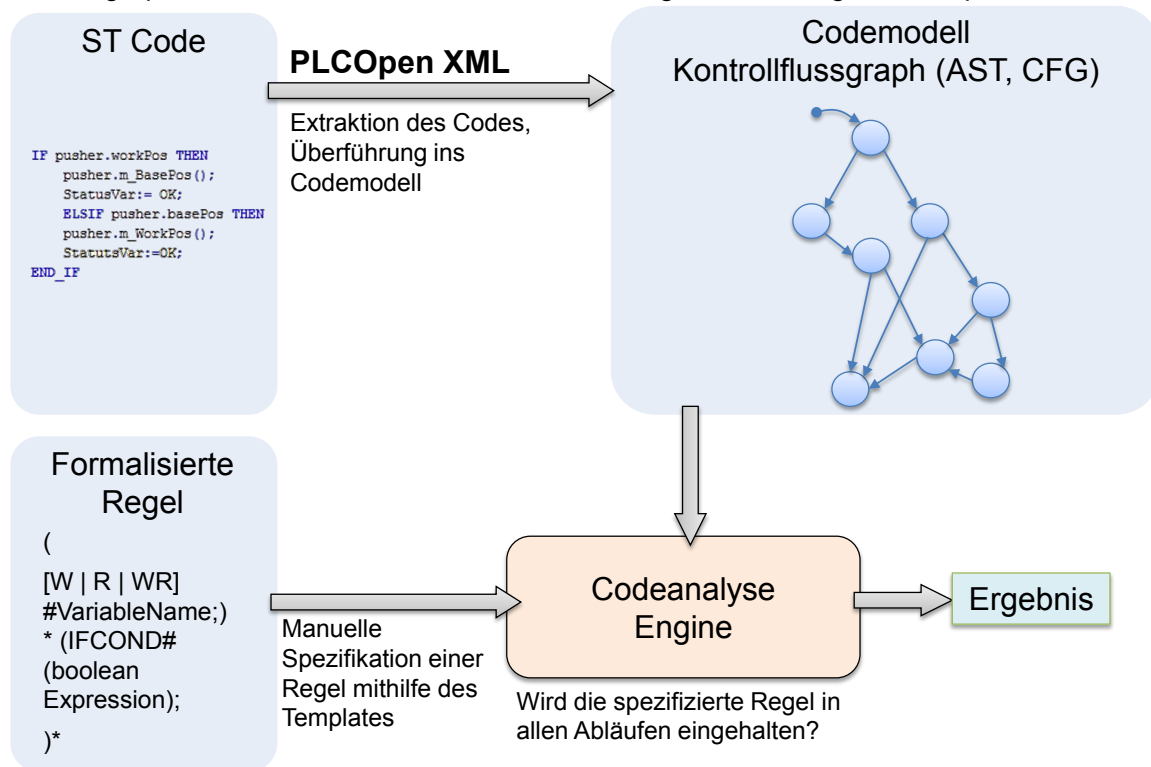 ST Code
IF pusher.workPos THEN
pusher.m_BasePos();
StatusVar:= OK;
ELSIF pusher.basePos THEN
pusher.m_WorkPos();
StatutsVar:=OK;
END_IF
PLCOpen XML
Extraktion des Codes,
Überführung ins
Codemodell
Codemodell
Kontrollflussgraph (AST, CFG)
Formalisierte
Regel
(
[W | R | WR]
#VariableName;)
* (IFCOND#
(boolean
Expression);
)*
Manuelle
Spezifikation einer
Regel mithilfe des
Templates
Codeanalyse
Engine
Wird die spezifizierte Regel in
allen Abläufen eingehalten?
Ergebnis